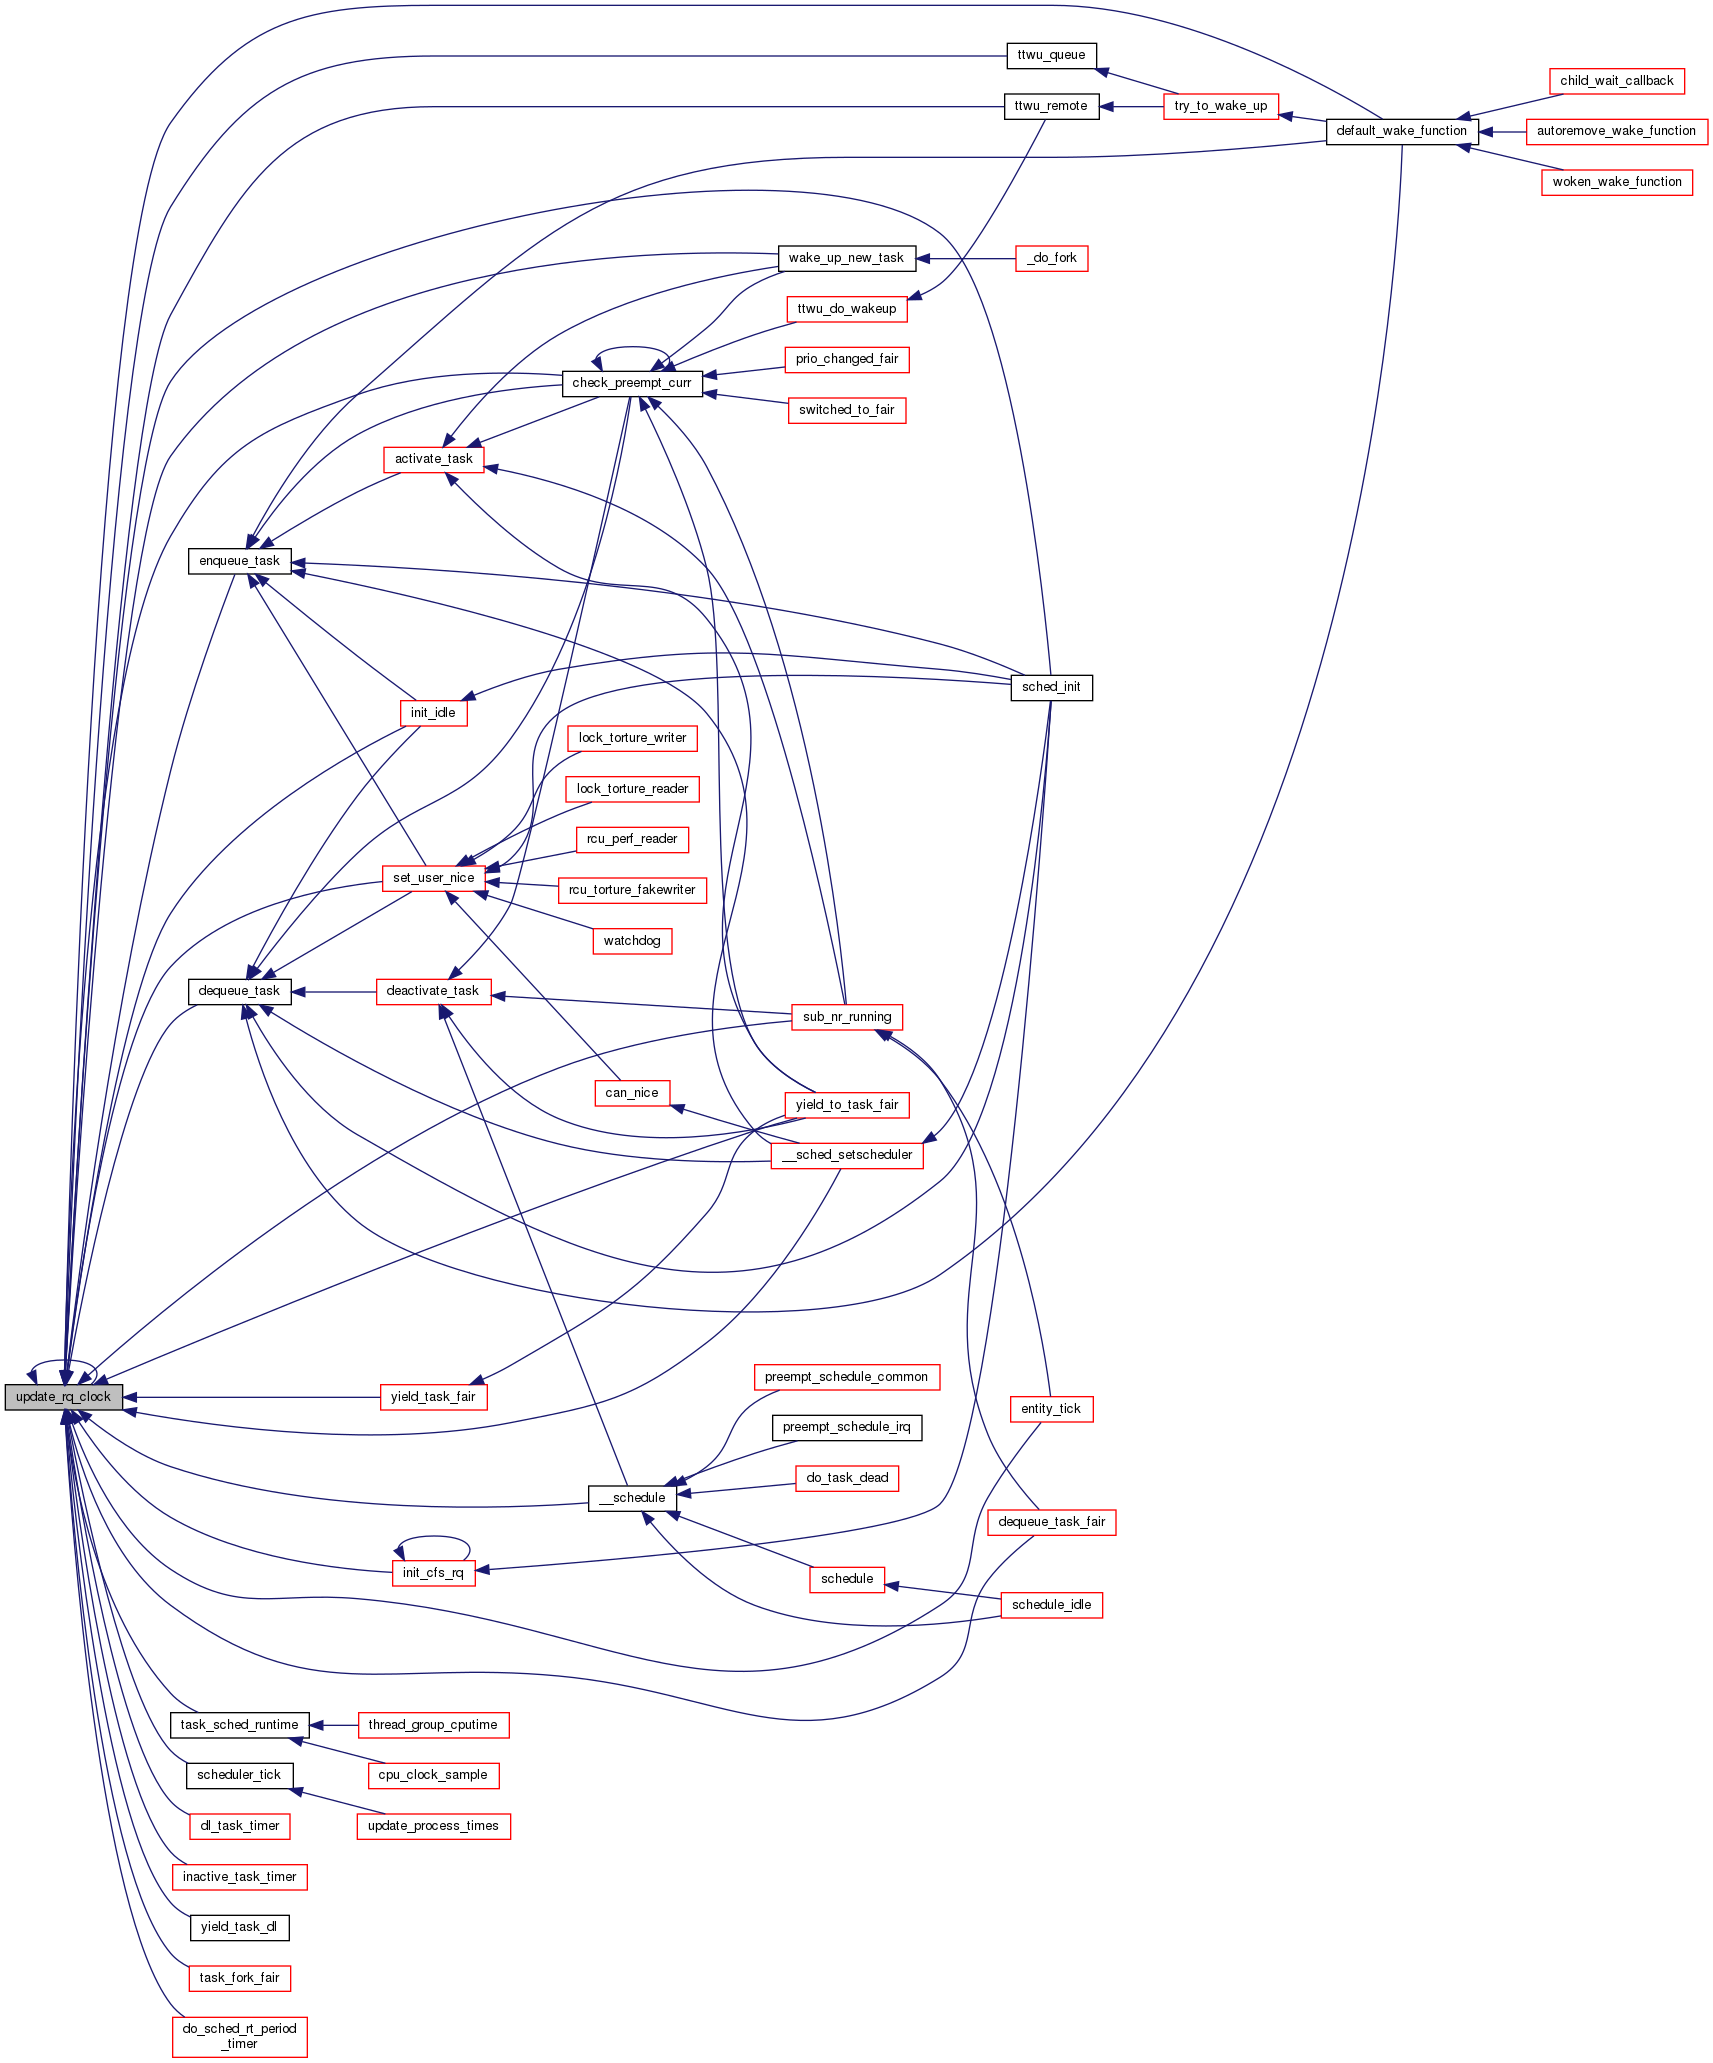 ttwu_queue
child_wait_callback
ttwu_remote
try_to_wake_up
default_wake_function
autoremove_wake_function
woken_wake_function
wake_up_new_task
_do_fork
ttwu_do_wakeup
prio_changed_fair
check_preempt_curr
switched_to_fair
activate_task
enqueue_task
sched_init
init_idle
lock_torture_writer
lock_torture_reader
rcu_perf_reader
set_user_nice
rcu_torture_fakewriter
watchdog
dequeue_task
deactivate_task
sub_nr_running
can_nice
yield_to_task_fair
__sched_setscheduler
preempt_schedule_common
update_rq_clock
yield_task_fair
entity_tick
preempt_schedule_irq
do_task_dead
__schedule
dequeue_task_fair
init_cfs_rq
schedule
schedule_idle
task_sched_runtime
thread_group_cputime
scheduler_tick
cpu_clock_sample
dl_task_timer
update_process_times
inactive_task_timer
yield_task_dl
task_fork_fair
do_sched_rt_period
_timer